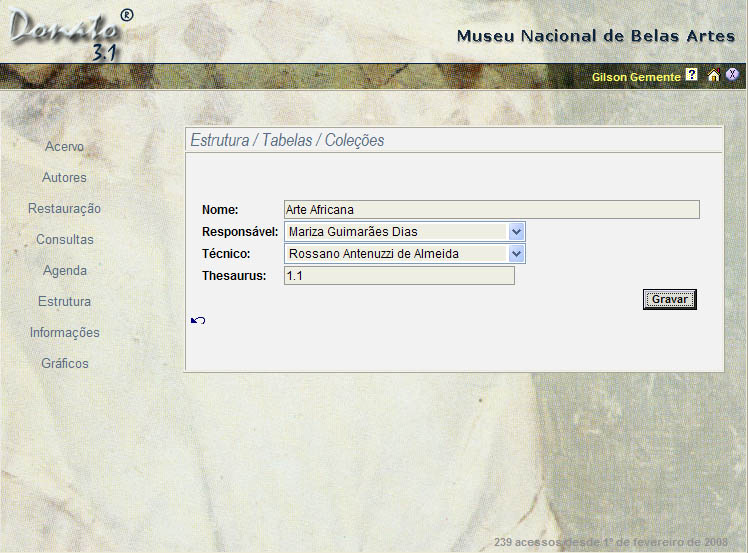 Donato ®
3.1
Museu Nacional de Belas Artes
Gilson Gemente ? X
Estrutura / Tabelas / Coleções
Acervo
Autores
Restauração
Consultas
Agenda
Estrutura
Informações
Gráficos
Nome: Arte Africana
Responsável: Mariza Guimarães Dias
Técnico: Rossano Antenuzzi de Almeida
Thesaurus: 1.1
Gravar
239 acessos desde 1º de fevereiro de 2008